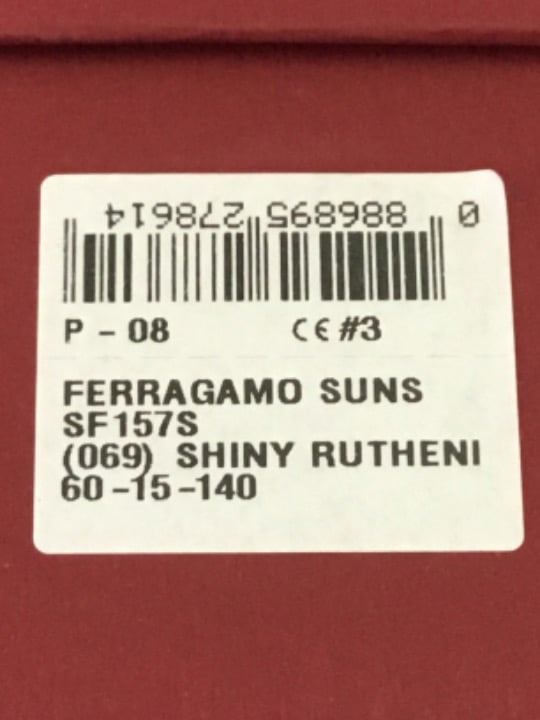 0 886895 278614
P - 08 CE #3
FERRAGAMO SUNS
SF157S
(069) SHINY RUTHENI
60-15-140